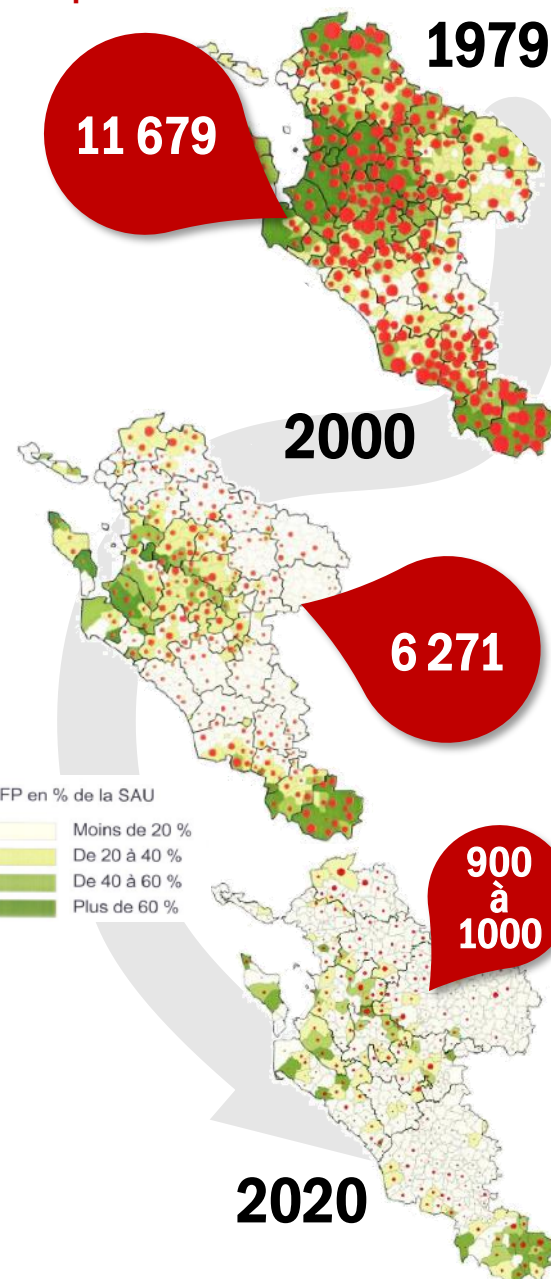 1979
11 679
2000
6 271
FP en % de la SAU
Moins de 20 %
De 20 à 40 %
De 40 à 60 %
Plus de 60 %
900
à
1000
2020